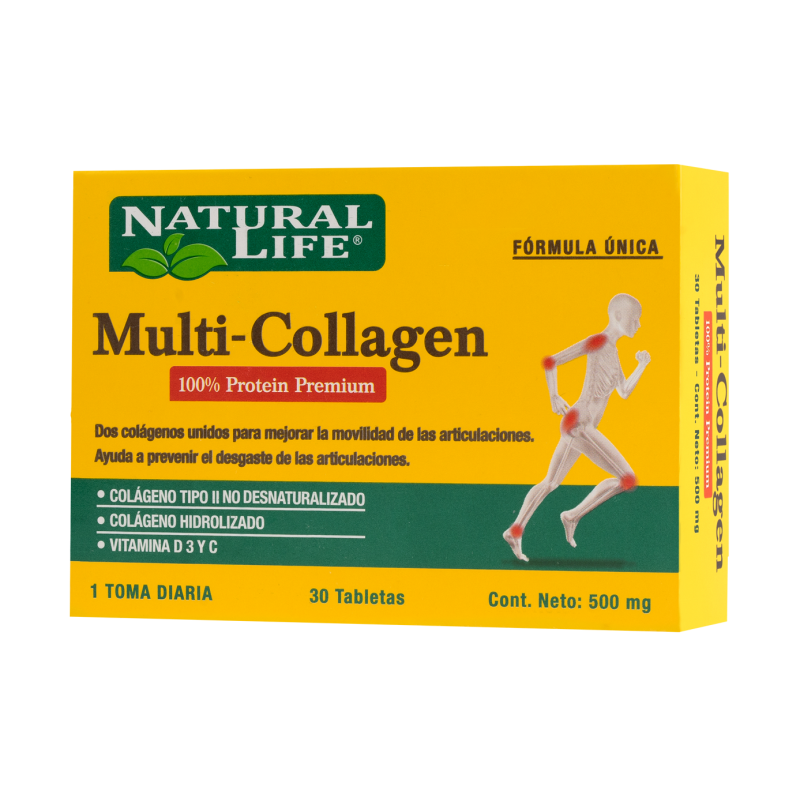 NATURAL
LIFE®
FÓRMULA ÚNICA
Multi-Collagen
100% Protein Premium
Dos colágenos unidos para mejorar la movilidad de las articulaciones.
Ayuda a prevenir el desgaste de las articulaciones.
• COLÁGENO TIPO II NO DESNATURALIZADO
• COLÁGENO HIDROLIZADO
• VITAMINA D 3 Y C
1 TOMA DIARIA
30 Tabletas
Cont. Neto: 500 mg
Multi-Collagen
100% Protein Premium
30 Tabletas - Cont. Neto: 500 mg